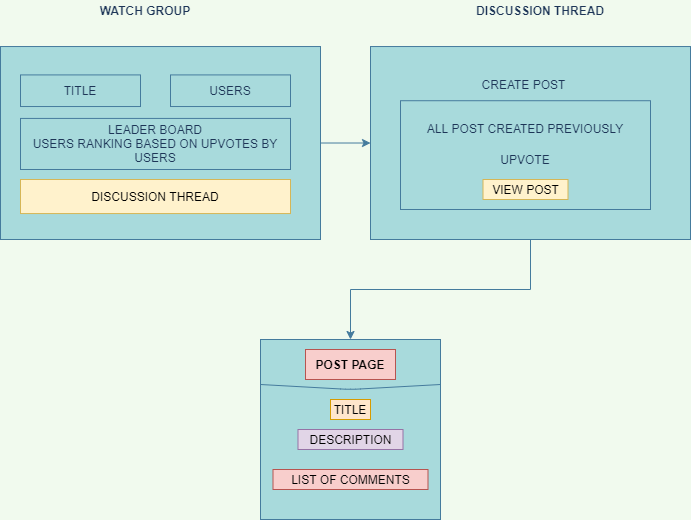 WATCH GROUP
TITLE
USERS
LEADER BOARD
USERS RANKING BASED ON UPVOTES BY
USERS
DISCUSSION THREAD
DISCUSSION THREAD
CREATE POST
ALL POST CREATED PREVIOUSLY
UPVOTE
VIEW POST
POST PAGE
TITLE
DESCRIPTION
LIST OF COMMENTS